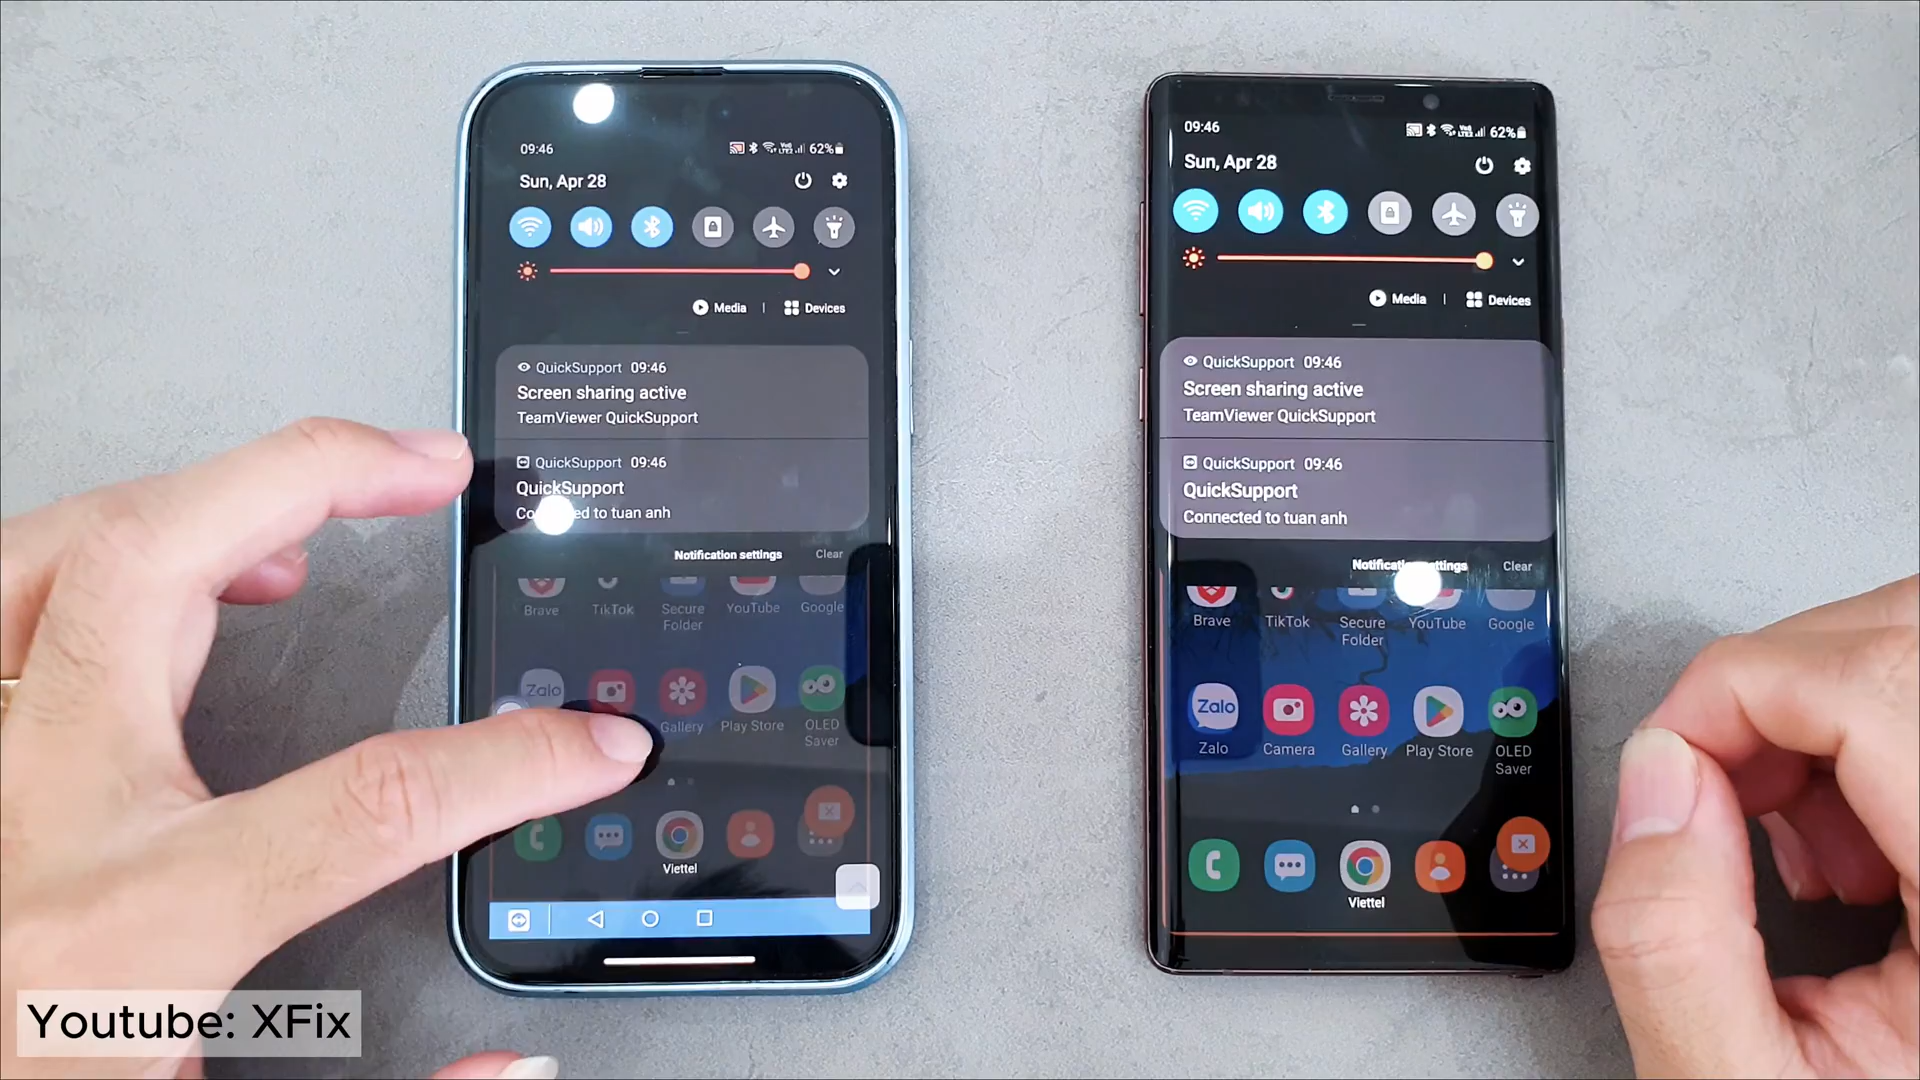 09:46
62%
Sun, Apr 28
Media | Devices
QuickSupport 09:46
Screen sharing active
TeamViewer QuickSupport
QuickSupport 09:46
QuickSupport
to tuan anh
Notification settings Clear
Brave TikTok Secure Folder YouTube Google
Zalo
Gallery Play Store OLED Saver
Viettel
09:46
62%
Sun, Apr 28
Media | Devices
QuickSupport 09:46
Screen sharing active
TeamViewer QuickSupport
QuickSupport 09:46
QuickSupport
Connected to tuan anh
Notification settings Clear
Brave TikTok Secure Folder YouTube Google
Zalo
Zalo Camera Gallery Play Store OLED Saver
Viettel
Youtube: XFix